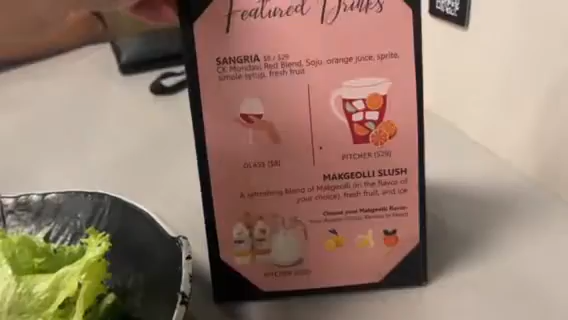 Featured Drinks
SANGRIA $8 / $29
CK Mondavi Red Blend, Soju, orange juice, sprite,
simple syrup, fresh fruit
GLASS ($8)
PITCHER ($29)
MAKGEOLLI SLUSH
A refreshing blend of Makgeolli (in the flavor of
your choice), fresh fruit, and ice
Choose your Makgeolli flavor:
PITCHER